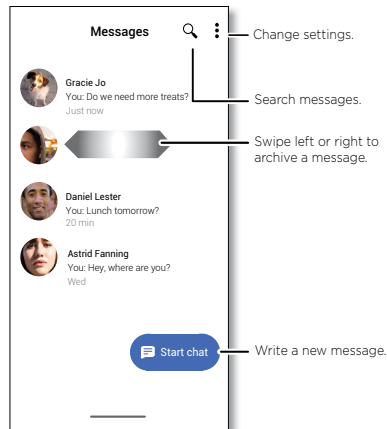 Messages
Change settings.
Gracie Jo
You: Do we need more treats?
Just now
Search messages.
Swipe left or right to
archive a message.
Daniel Lester
You: Lunch tomorrow?
20 min
Astrid Fanning
You: Hey, where are you?
Wed
Start chat
Write a new message.